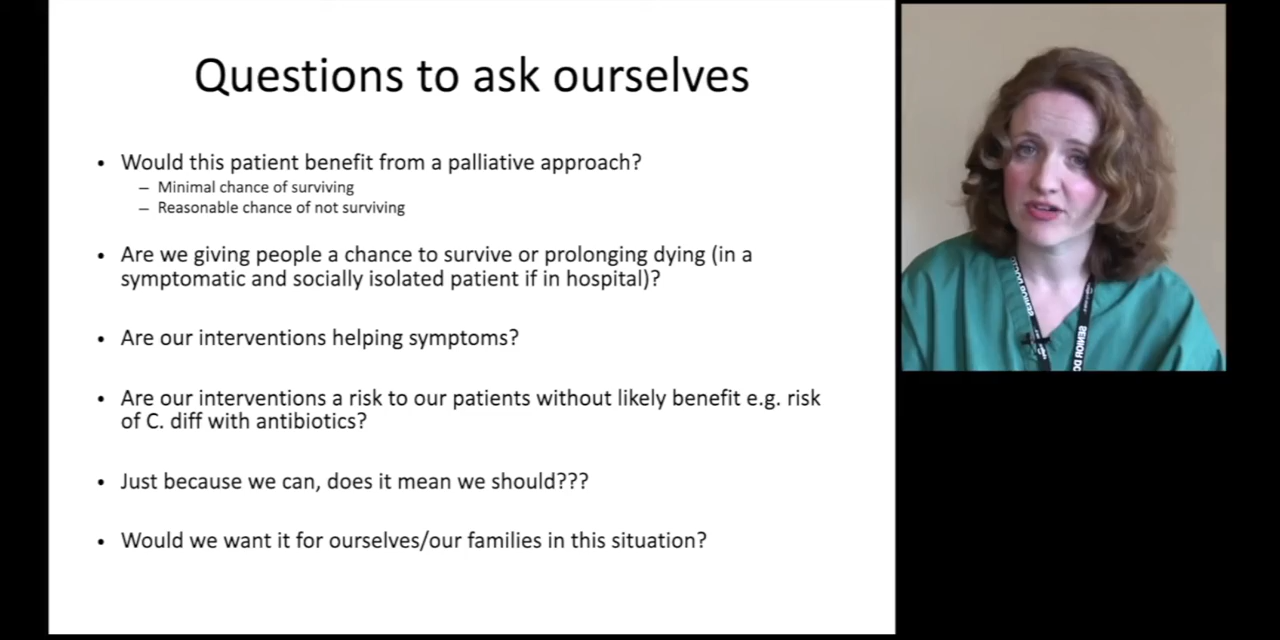 Questions to ask ourselves
• Would this patient benefit from a palliative approach?
– Minimal chance of surviving
– Reasonable chance of not surviving
• Are we giving people a chance to survive or prolonging dying (in a
symptomatic and socially isolated patient if in hospital)?
• Are our interventions helping symptoms?
• Are our interventions a risk to our patients without likely benefit e.g. risk
of C. diff with antibiotics?
• Just because we can, does it mean we should???
• Would we want it for ourselves/our families in this situation?
SENIOR DOCTOR
SENIOR DO